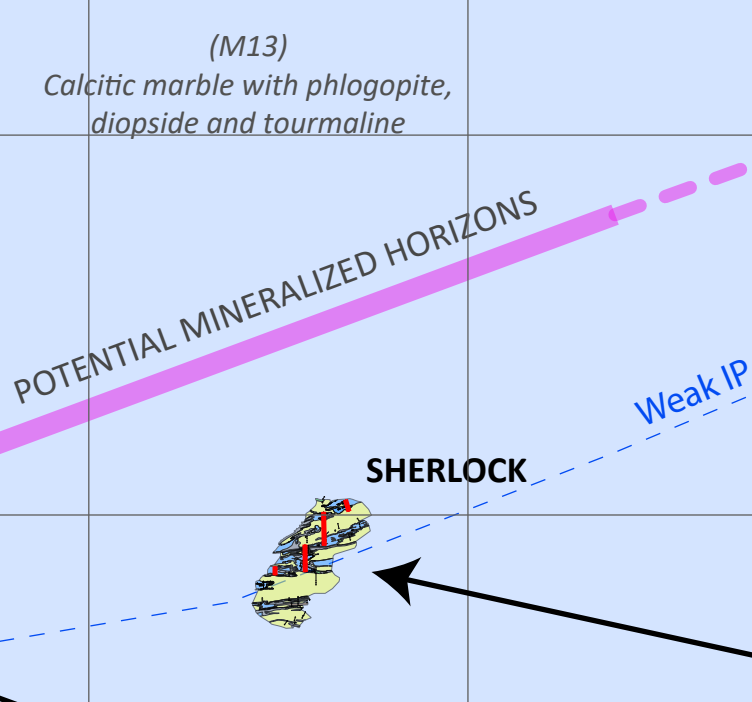 (M13)
Calcitic marble with phlogopite,
diopside and tourmaline
POTENTIAL MINERALIZED HORIZONS
Weak IP
SHERLOCK